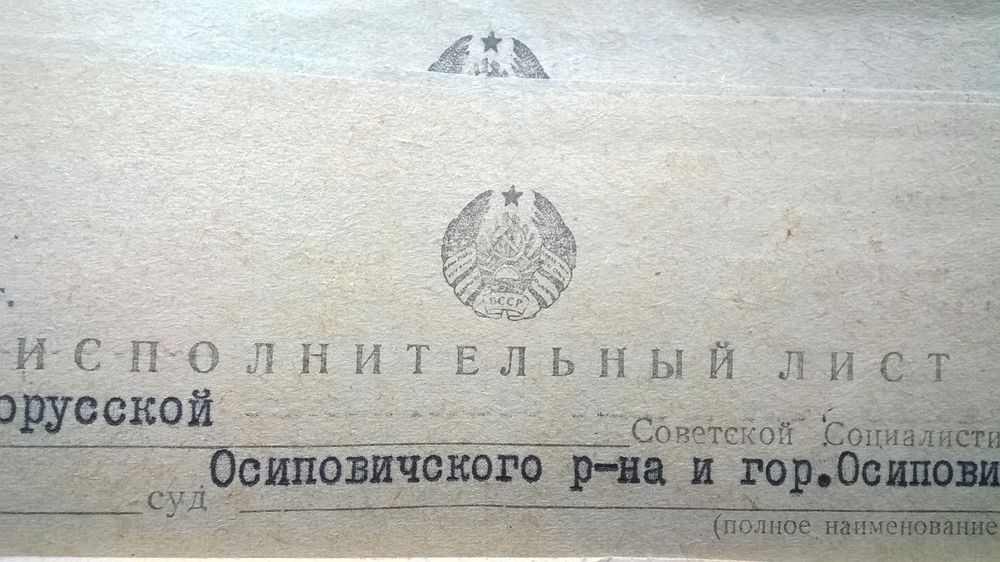 БССР
г.
ИСПОЛНИТЕЛЬНЫЙ ЛИСТ
орусской Советской Социалисти
суд Осиповичского р-на и гор.Осипови
(полное наименование